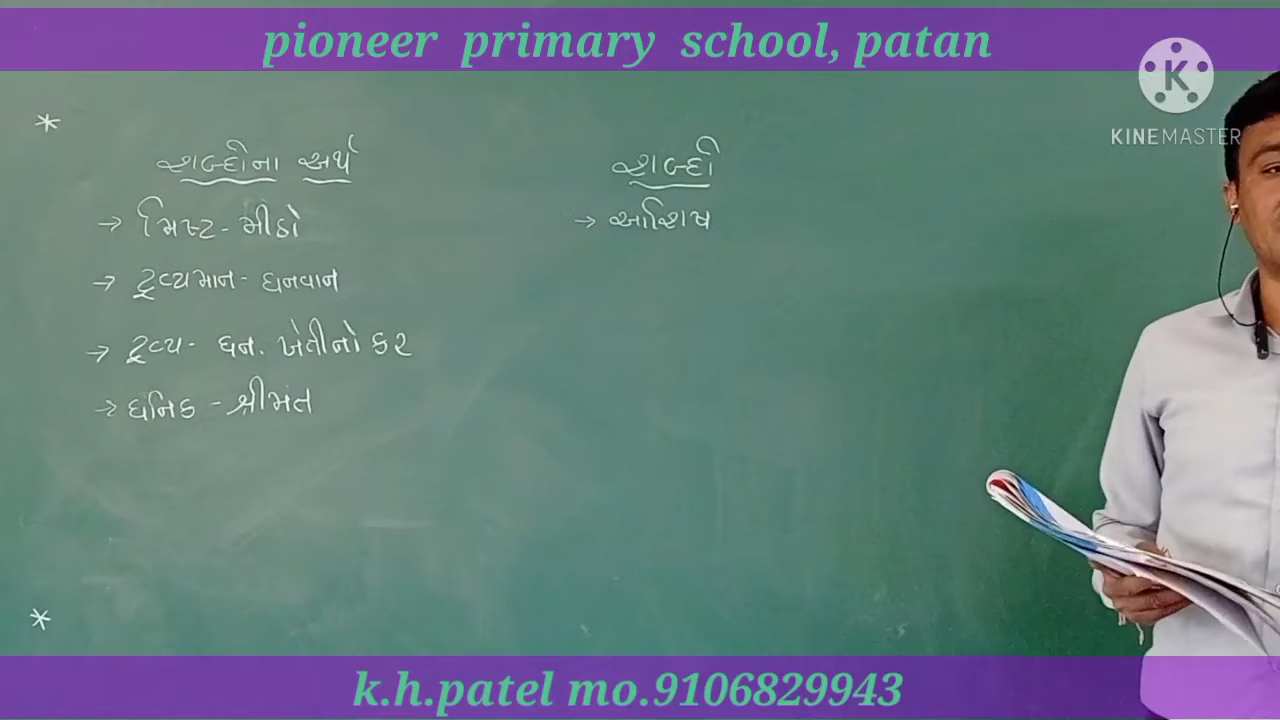 pioneer primary school, patan
KINEMASTER
*
શબ્દોના અર્થ
→ મિષ્ટ - મીઠો
→ દ્રવ્યમાન - ધનવાન
→ દ્રવ્ય - ધન. ખેતીનો કર
→ ધનિક - શ્રીમંત
શબ્દો
→ આશિષ
*
k.h.patel mo.9106829943